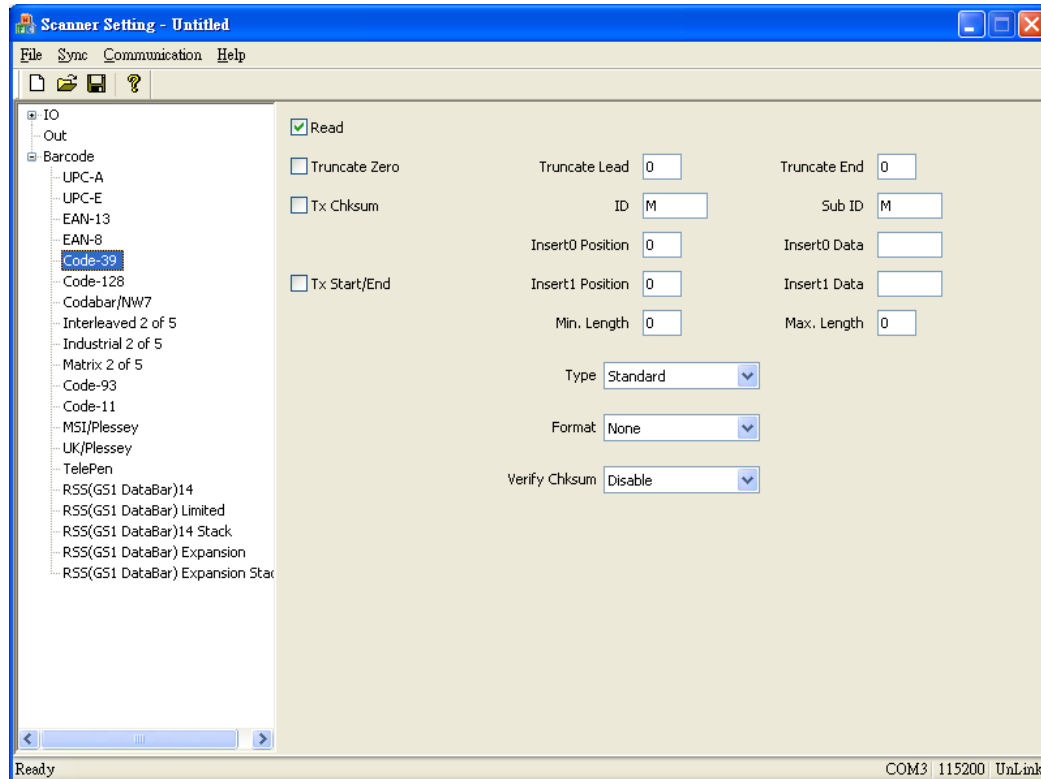 Scanner Setting - Untitled
File Sync Communication Help
IO
Out
Barcode
UPC-A
UPC-E
EAN-13
EAN-8
Code-39
Code-128
Codabar/NW7
Interleaved 2 of 5
Industrial 2 of 5
Matrix 2 of 5
Code-93
Code-11
MSI/Plessey
UK/Plessey
TelePen
RSS(GS1 DataBar)14
RSS(GS1 DataBar) Limited
RSS(GS1 DataBar)14 Stack
RSS(GS1 DataBar) Expansion
RSS(GS1 DataBar) Expansion Stac
Read
Truncate Zero Truncate Lead 0 Truncate End 0
Tx Chksum ID M Sub ID M
Insert0 Position 0 Insert0 Data
Tx Start/End Insert1 Position 0 Insert1 Data
Min. Length 0 Max. Length 0
Type Standard
Format None
Verify Chksum Disable
Ready COM3 115200 UnLink